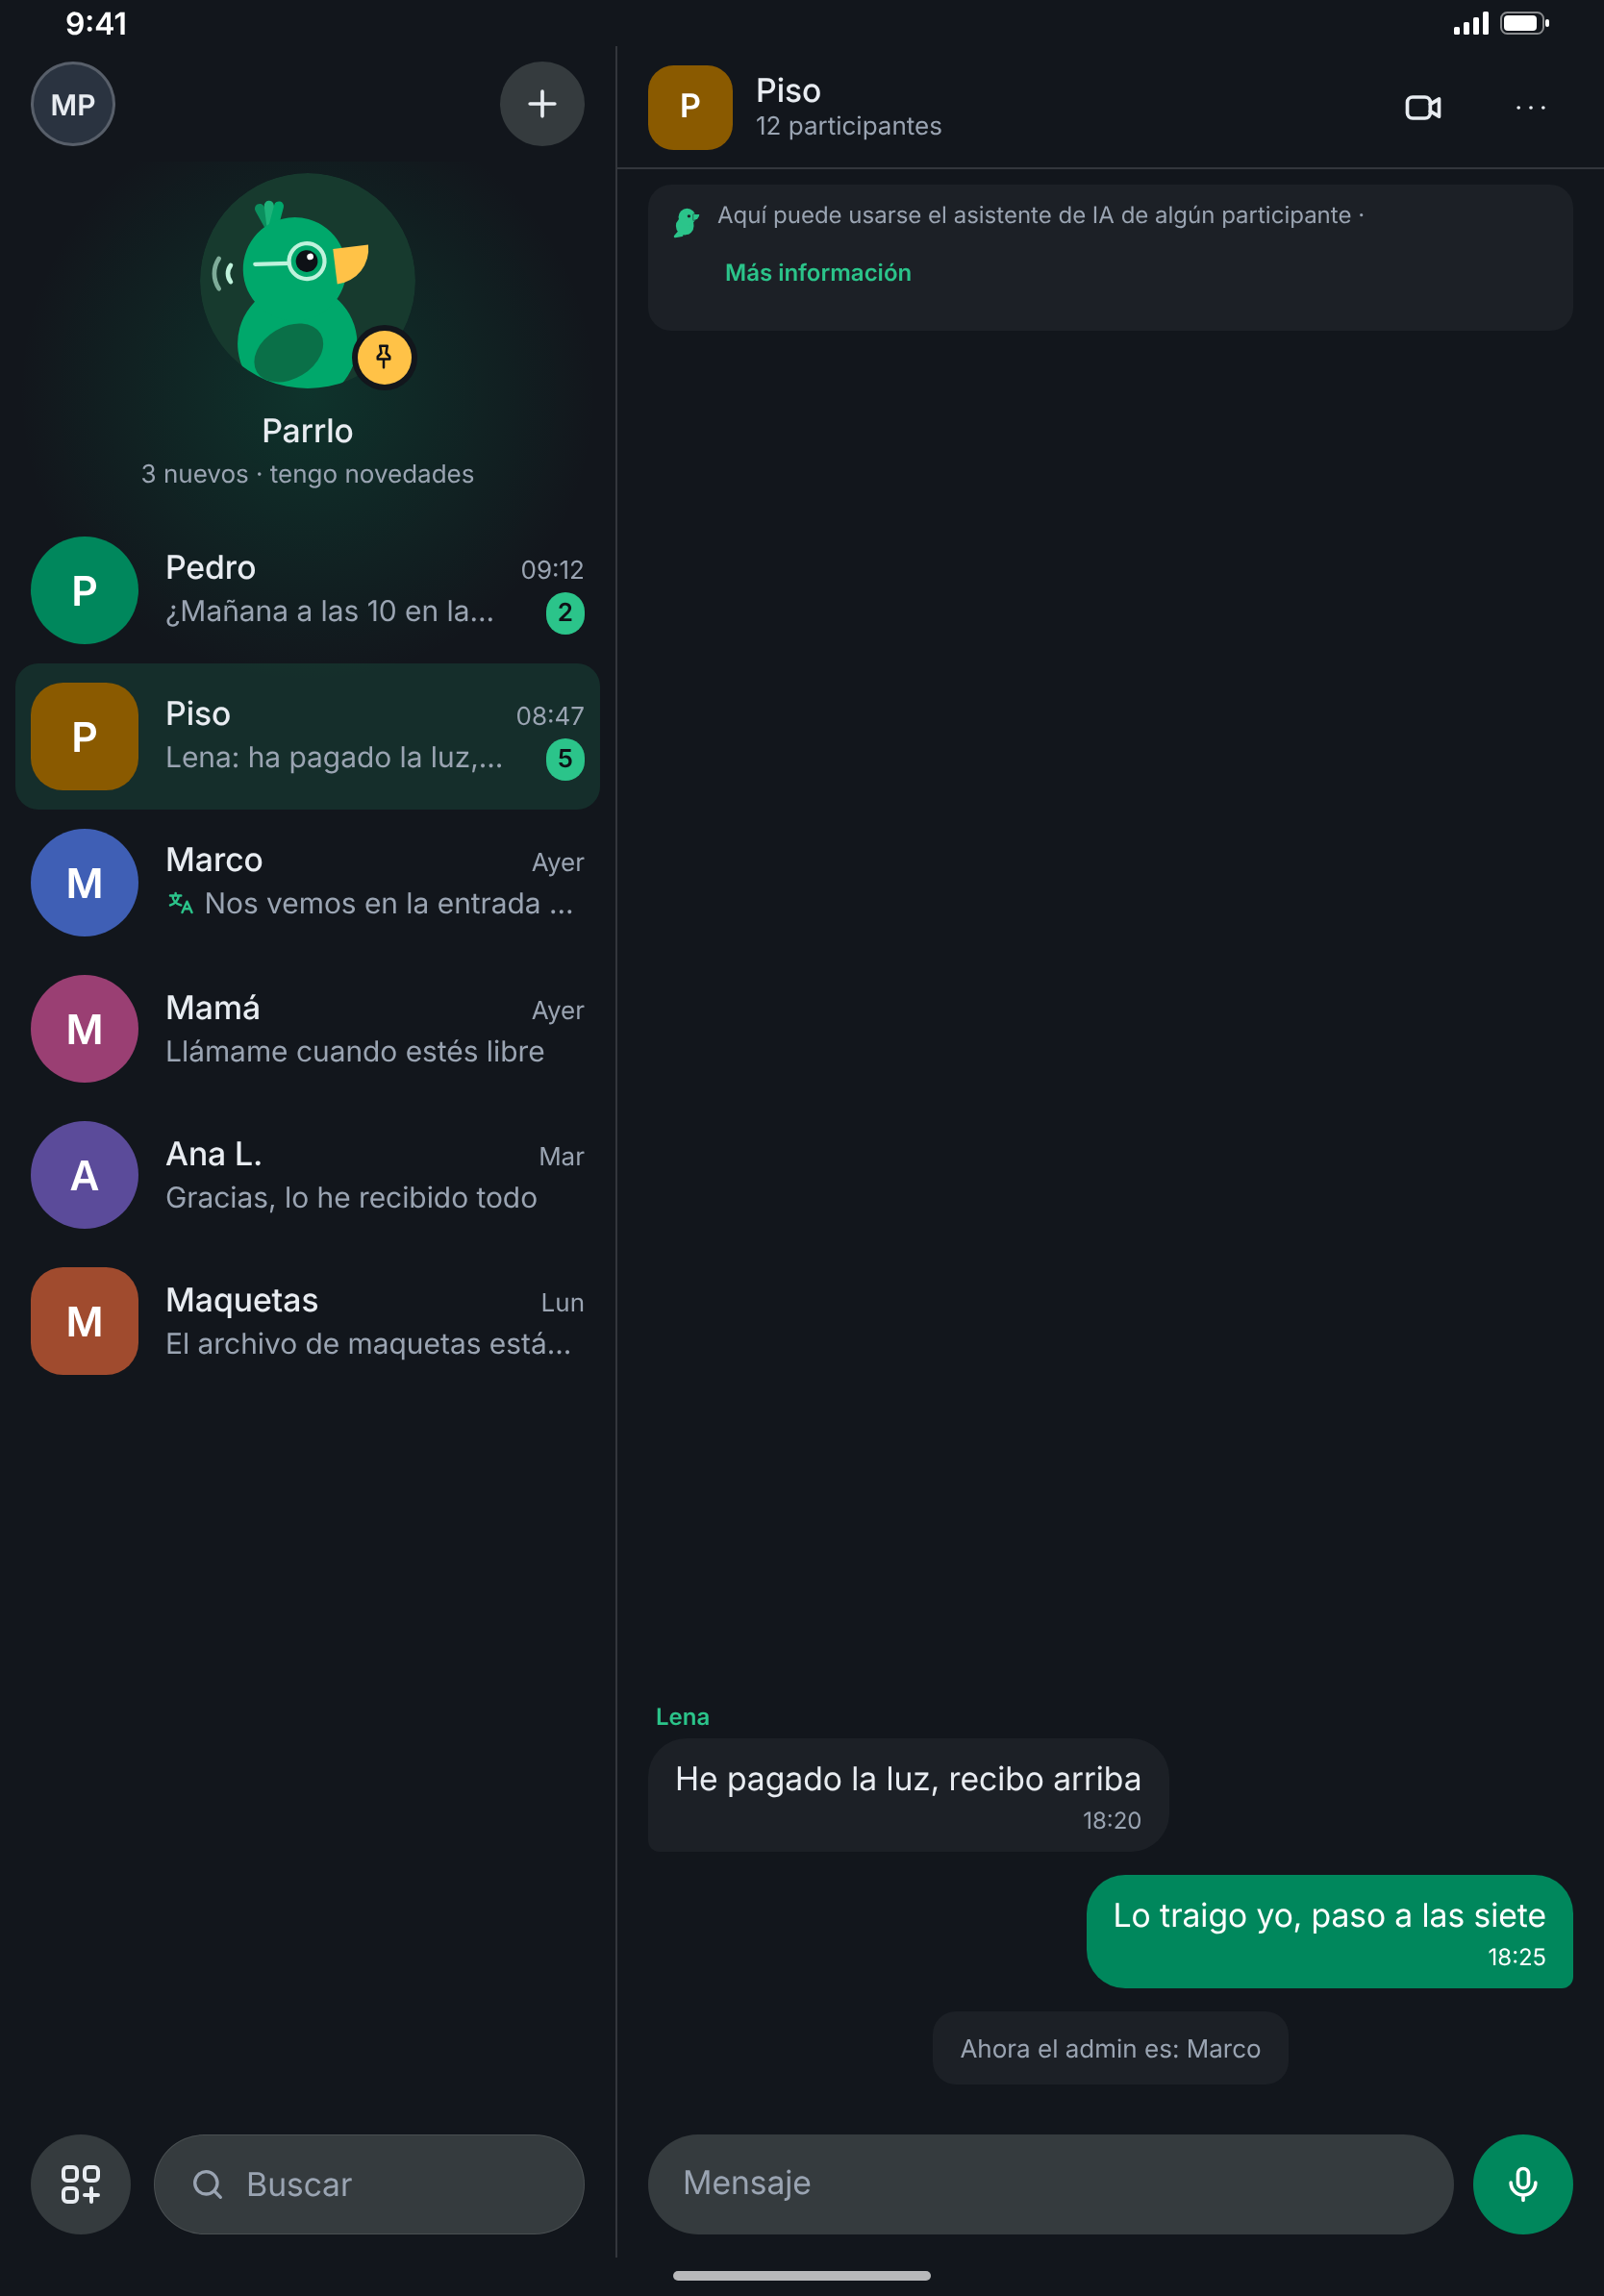 9:41
MP
Parrlo
3 nuevos · tengo novedades
P
Pedro
09:12
¿Mañana a las 10 en la...
2
P
Piso
08:47
Lena: ha pagado la luz,...
5
M
Marco
Ayer
Nos vemos en la entrada ...
M
Mamá
Ayer
Llámame cuando estés libre
A
Ana L.
Mar
Gracias, lo he recibido todo
M
Maquetas
Lun
El archivo de maquetas está...
Buscar
P
Piso
12 participantes
Aquí puede usarse el asistente de IA de algún participante ·
Más información
Lena
He pagado la luz, recibo arriba
18:20
Lo traigo yo, paso a las siete
18:25
Ahora el admin es: Marco
Mensaje